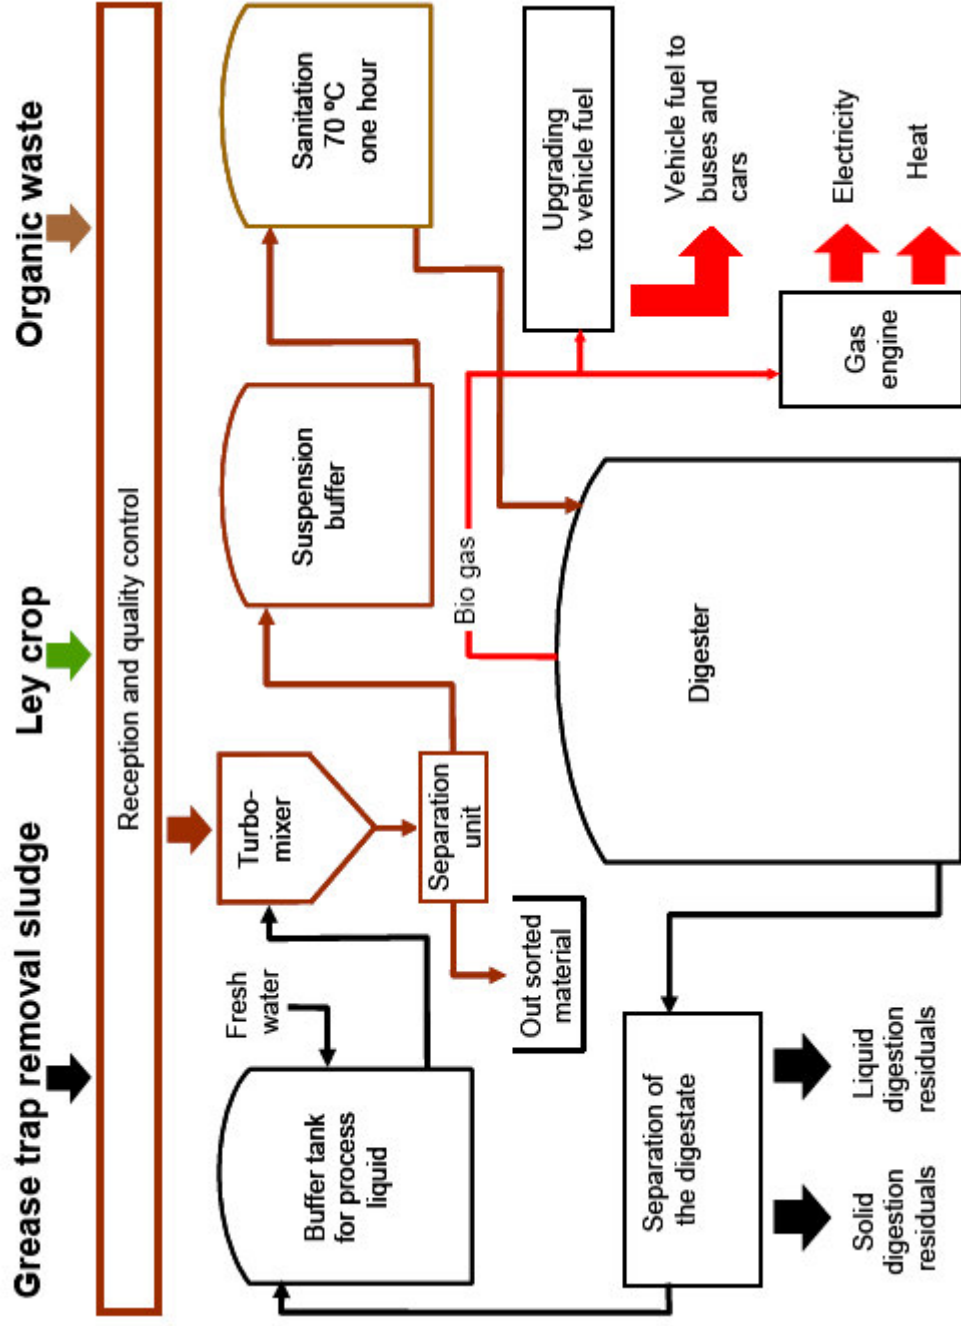 Grease trap removal sludge
Ley crop
Organic waste
Reception and quality control
Turbo-
mixer
Fresh
water
Buffer tank
for process
liquid
Separation
unit
Out sorted
material
Suspension
buffer
Sanitation
70 ºC
one hour
Bio gas
Upgrading
to vehicle fuel
Vehicle fuel to
buses and
cars
Digester
Gas
engine
Electricity
Heat
Separation of
the digestate
Solid
digestion
residuals
Liquid
digestion
residuals